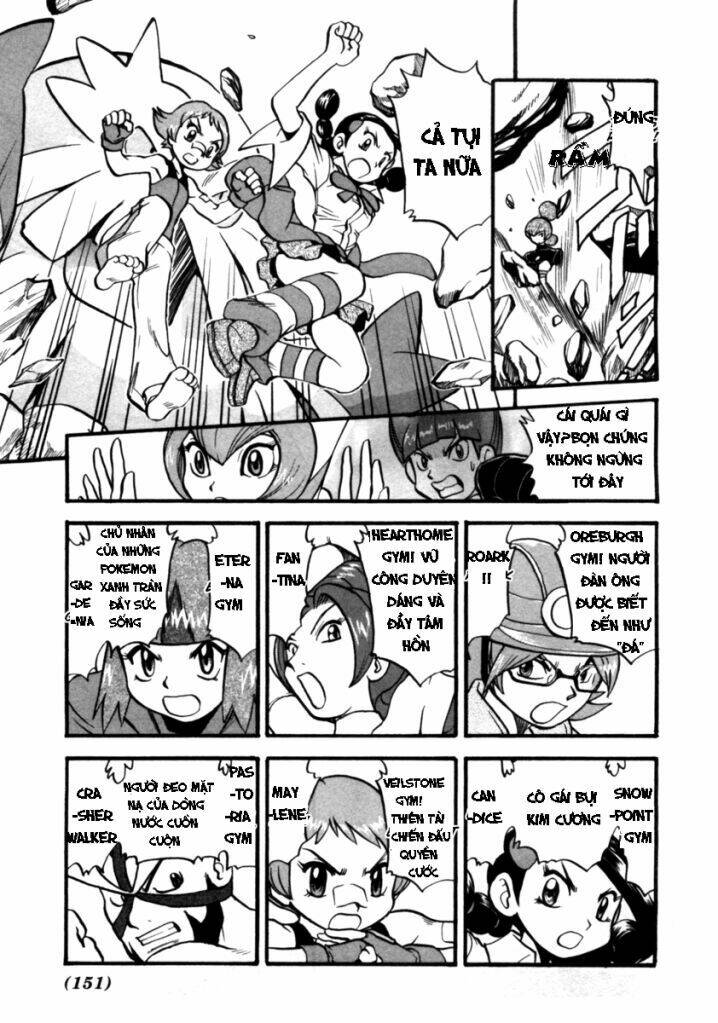 ĐÚNG
RẦM
CẢ TỤI
TA NỮA
CÁI QUÁI GÌ
VẬY?BỌN CHÚNG
KHÔNG NGỪNG
TỚI ĐÂY
OREBURGH
GYM! NGƯỜI
ĐÀN ÔNG
ĐƯỢC BIẾT
ĐẾN NHƯ
"ĐÁ"
ROARK
!!
HEARTHOME
GYM! VŨ
CÔNG DUYÊN
DÁNG VÀ
ĐẦY TÂM
HỒN
FAN
-TINA
ETER
-NA
GYM
CHỦ NHÂN
CỦA NHỮNG
POKEMON
XANH TRÀN
ĐẦY SỨC
SỐNG
GAR
-DE
-NIA
SNOW
-POINT
GYM
CÔ GÁI BỤI
KIM CƯƠNG
CAN
-DICE
VEILSTONE
GYM!
THIÊN TÀI
CHIẾN ĐẤU
QUYỀN
CƯỚC
MAY
-LENE
PAS
-TO
-RIA
GYM
NGƯỜI ĐEO MẶT
NẠ CỦA DÒNG
NƯỚC CUỒN
CUỘN
CRA
-SHER
WALKER
(151)